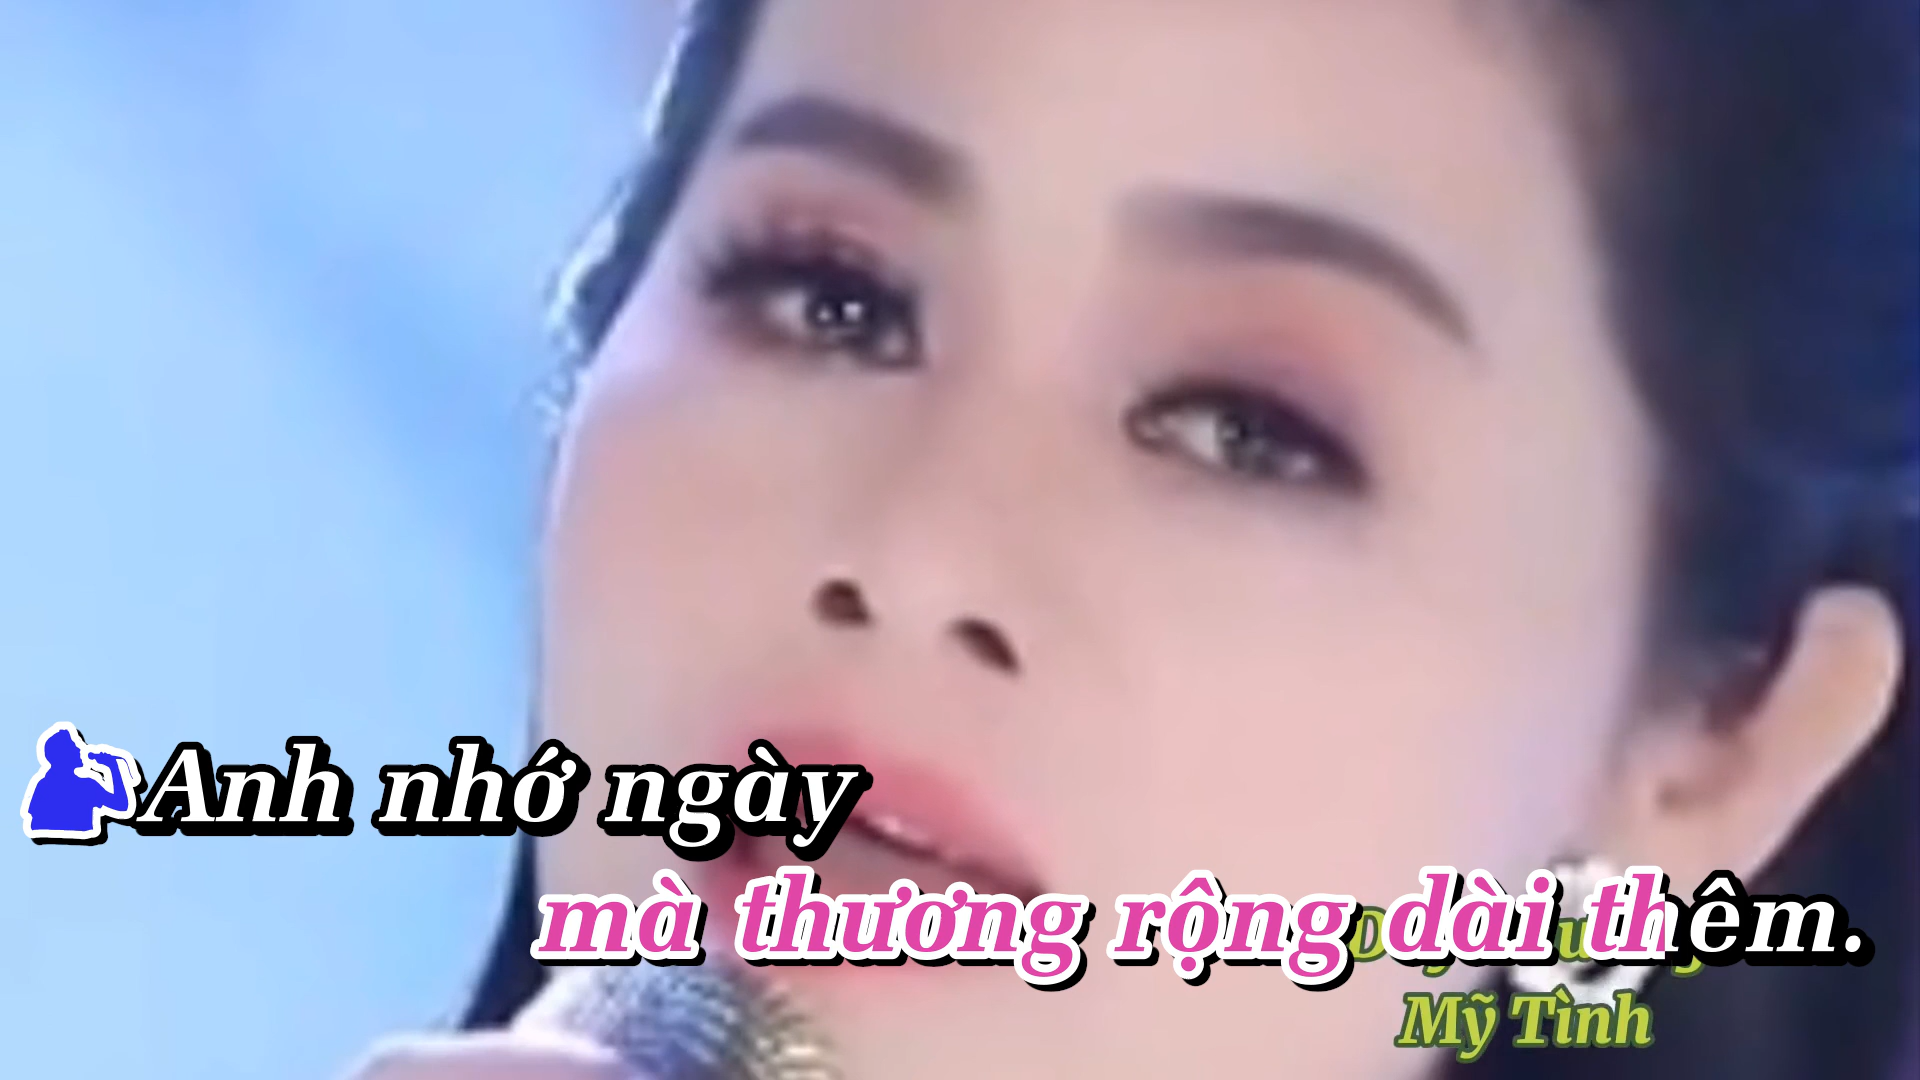 Anh nhớ ngày
mà thương rộng dài thêm.
Mỹ Tình